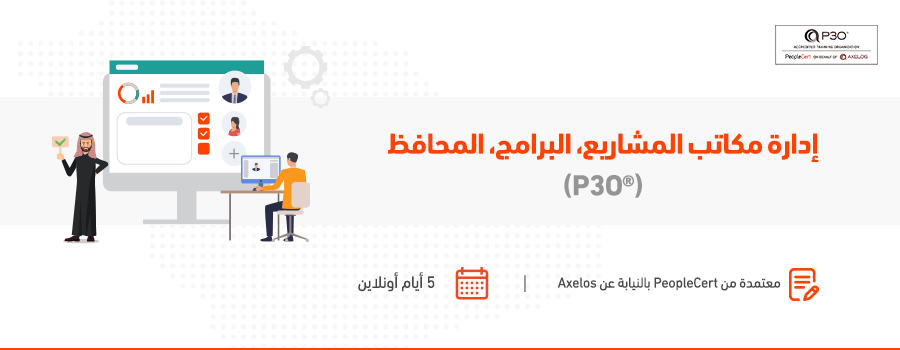 P3O®
ACCREDITED TRAINING ORGANIZATION
PeopleCert ON BEHALF OF AXELOS
إدارة مكاتب المشاريع، البرامج، المحافظ
(P3O®)
معتمدة من PeopleCert بالنيابة عن Axelos | 5 أيام أونلاين